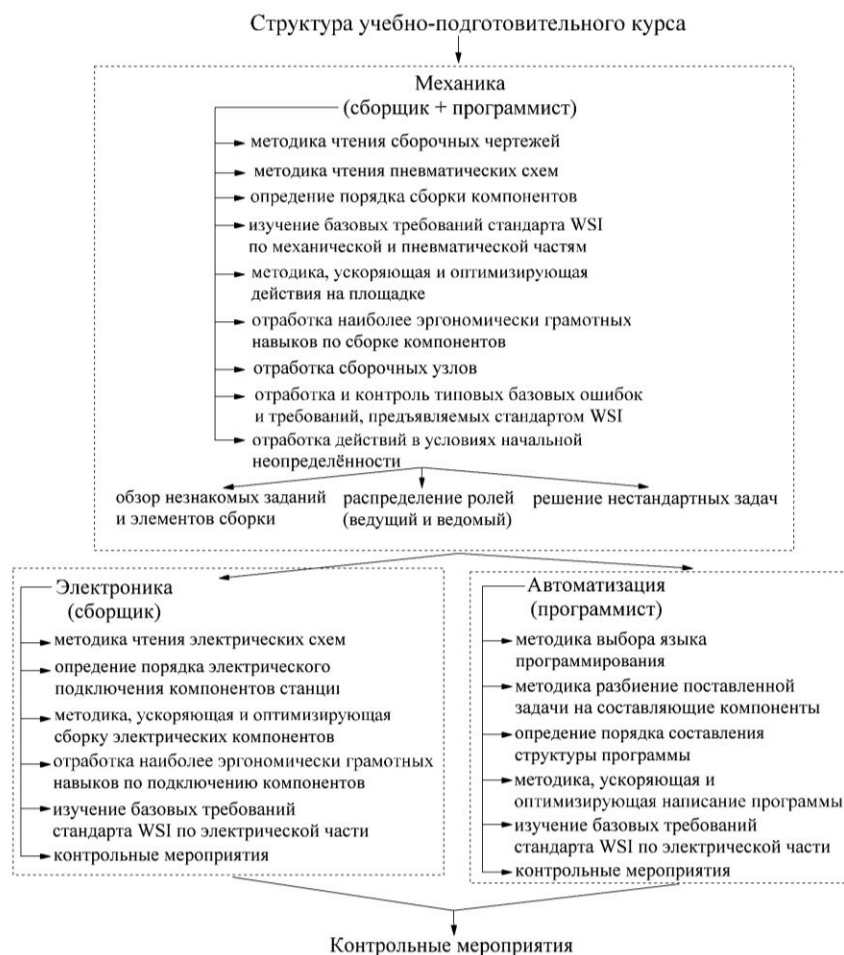 Структура учебно-подготовительного курса
Механика
(сборщик + программист)
методика чтения сборочных чертежей
методика чтения пневматических схем
опредение порядка сборки компонентов
изучение базовых требований стандарта WSI
по механической и пневматической частям
методика, ускоряющая и оптимизирующая
действия на площадке
отработка наиболее эргономически грамотных
навыков по сборке компонентов
отработка сборочных узлов
отработка и контроль типовых базовых ошибок
и требований, предъявляемых стандартом WSI
отработка действий в условиях начальной
неопределённости
обзор незнакомых заданий
и элементов сборки
распределение ролей
(ведущий и ведомый)
решение нестандартных задач
Электроника
(сборщик)
методика чтения электрических схем
опредение порядка электрического
подключения компонентов станці
методика, ускоряющая и оптимизирующая
сборку электрических компонентов
отработка наиболее эргономически грамотных
навыков по подключению компонентов
изучение базовых требований
стандарта WSI по электрической части
контрольные мероприятия
Автоматизация
(программист)
методика выбора языка
программирования
методика разбиение поставленной
задачи на составляющие компоненты
опредение порядка составления
структуры программы
методика, ускоряющая и
оптимизирующая написание программы
изучение базовых требований
стандарта WSI по электрической части
контрольные мероприятия
Контрольные мероприятия